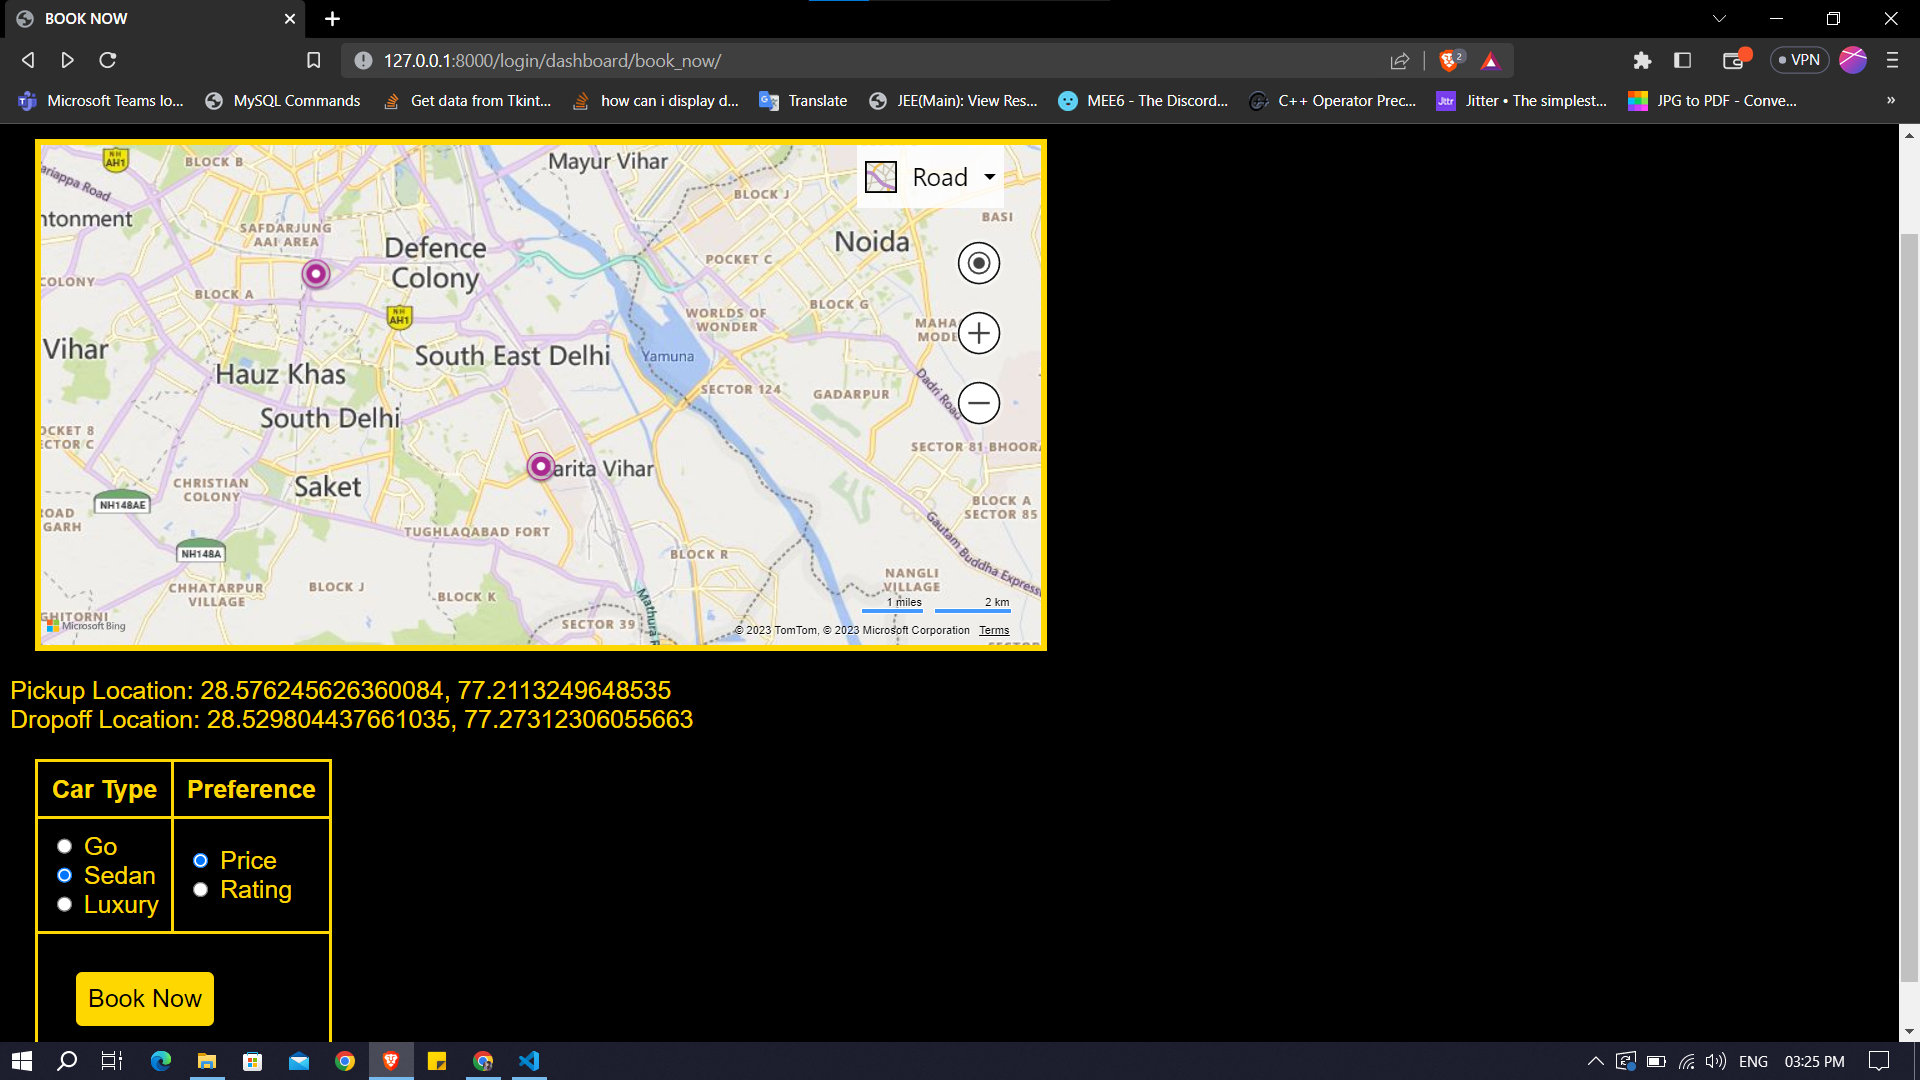 BOOK NOW
127.0.0.1:8000/login/dashboard/book_now/
2
VPN
Microsoft Teams lo...
MySQL Commands
Get data from Tkint...
how can i display d...
Translate
JEE(Main): View Res...
MEE6 - The Discord...
C++ Operator Prec...
Jitter • The simplest...
JPG to PDF - Conve...
»
NH
AH1
BLOCK B
Mayur Vihar
Road
ariappa Road
BLOCK J
ntonment
SAFDARJUNG
AAI AREA
BASI
Defence
Colony
Noida
POCKET C
COLONY
BLOCK A
BLOCK G
NH
AH1
WORLDS OF
WONDER
MAHA
MODE
Vihar
South East Delhi
Yamuna
Hauz Khas
SECTOR 124
GADARPUR
Dadri Road
South Delhi
OCKET 8
ECTOR C
SECTOR 81 BHOOR
arita Vihar
Saket
CHRISTIAN
COLONY
NH148AE
BLOCK A
SECTOR 85
ROAD
GARH
TUGHLAQABAD FORT
Gautam Buddha Express
NH148A
BLOCK R
CHHATARPUR
VILLAGE
BLOCK J
BLOCK K
NANGLI
VILLAGE
Mathura R
GHITORNI
Microsoft Bing
SECTOR 39
1 miles
2 km
© 2023 TomTom, © 2023 Microsoft Corporation Terms
Pickup Location: 28.576245626360084, 77.2113249648535
Dropoff Location: 28.529804437661035, 77.27312306055663
Car Type
Preference
Go
Sedan
Luxury
Price
Rating
Book Now
ENG
03:25 PM